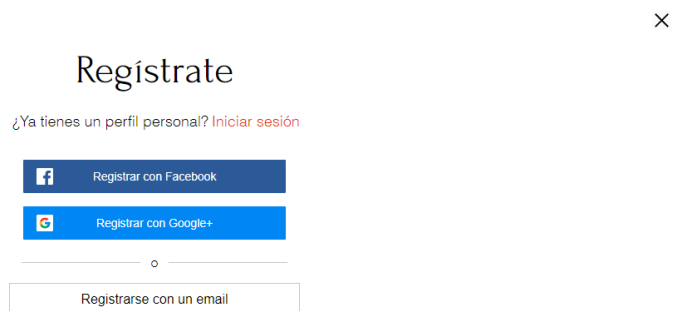 Regístrate
¿Ya tienes un perfil personal? Iniciar sesión
Registrar con Facebook
Registrar con Google+
o
Registrarse con un email